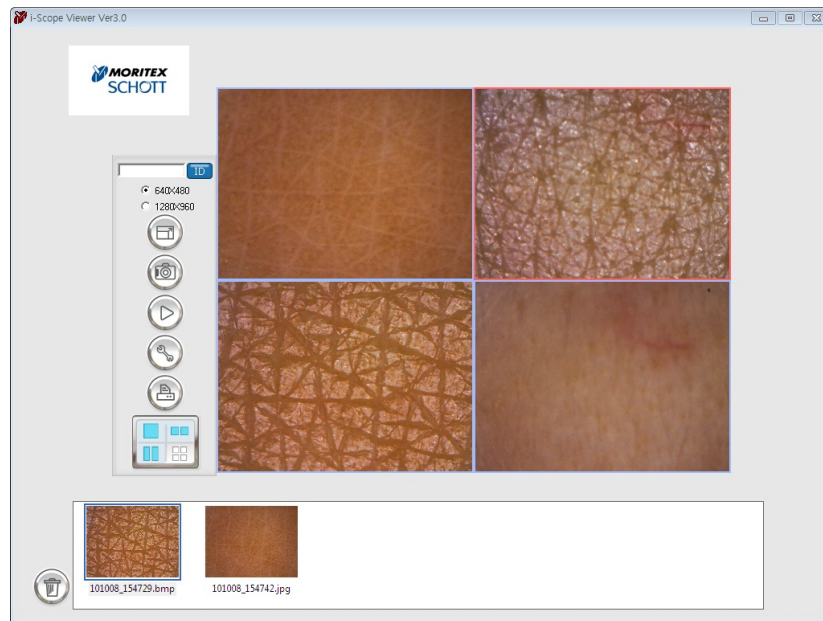 i-Scope Viewer Ver3.0
MORITEX
SCHOTT
ID
640X480
1280X960
101008_154729.bmp
101008_154742.jpg